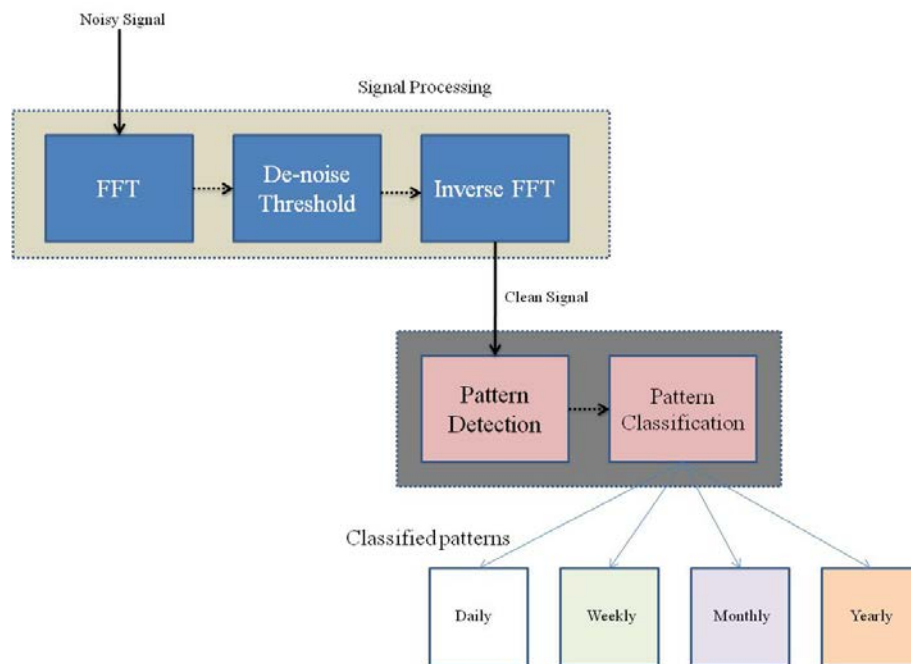 Noisy Signal
Signal Processing
FFT
De-noise
Threshold
Inverse FFT
Clean Signal
Pattern
Detection
Pattern
Classification
Classified patterns
Daily
Weekly
Monthly
Yearly